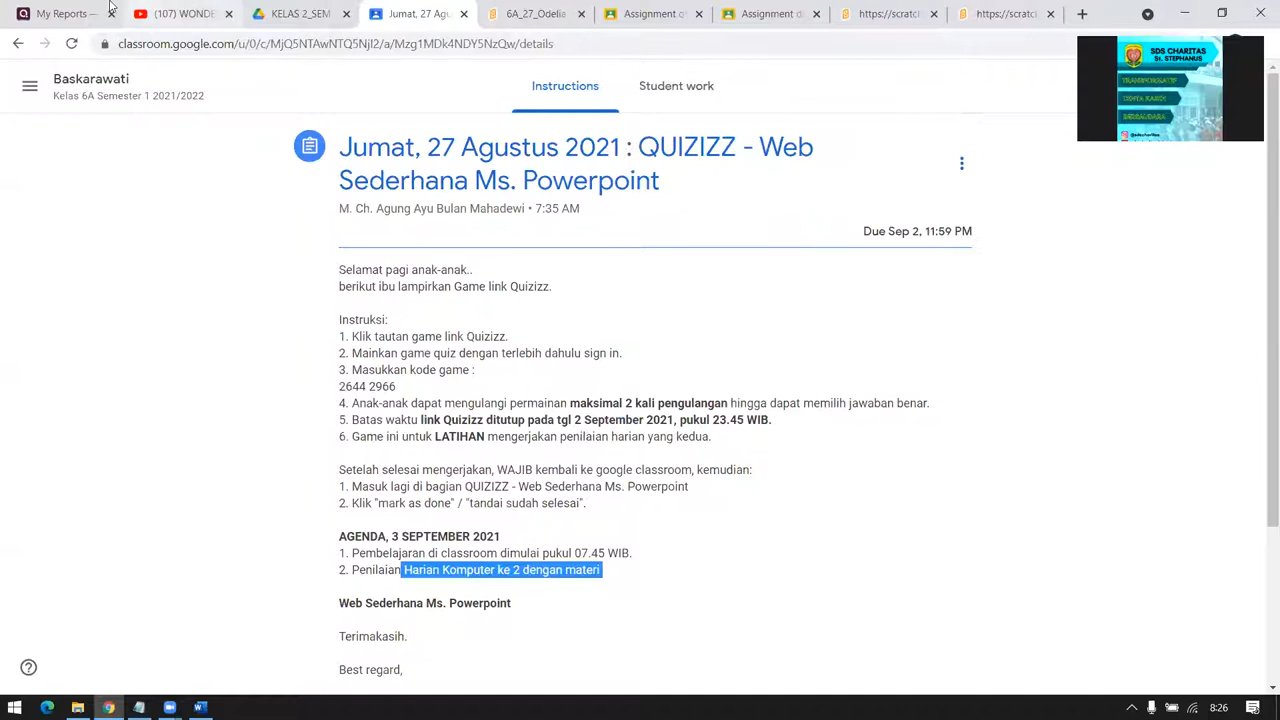 My Reports | Q
(107) WONDE
KELAS 2_SEM
Jumat, 27 Agu
6A_27_Odelia
Assignment d
Assignment d
https://scratc
https://scratc
classroom.google.com/u/0/c/MjQ5NTAwNTQ5NjI2/a/Mzg1MDk4NDY5NzQw/details
Baskarawati
Kelas 6A Semester 1 2021/2022
Instructions
Student work
SDS CHARITAS
St. STEPHANUS
TRANSFORMATIF
CINTA KASIH
BERSAUDARA
Jumat, 27 Agustus 2021 : QUIZIZZ - Web
Sederhana Ms. Powerpoint
M. Ch. Agung Ayu Bulan Mahadewi • 7:35 AM
Due Sep 2, 11:59 PM
Selamat pagi anak-anak..
berikut ibu lampirkan Game link Quizizz.
Instruksi:
1. Klik tautan game link Quizizz.
2. Mainkan game quiz dengan terlebih dahulu sign in.
3. Masukkan kode game :
2644 2966
4. Anak-anak dapat mengulangi permainan maksimal 2 kali pengulangan hingga dapat memilih jawaban benar.
5. Batas waktu link Quizizz ditutup pada tgl 2 September 2021, pukul 23.45 WIB.
6. Game ini untuk LATIHAN mengerjakan penilaian harian yang kedua.
Setelah selesai mengerjakan, WAJIB kembali ke google classroom, kemudian:
1. Masuk lagi di bagian QUIZIZZ - Web Sederhana Ms. Powerpoint
2. Klik "mark as done" / "tandai sudah selesai".
AGENDA, 3 SEPTEMBER 2021
1. Pembelajaran di classroom dimulai pukul 07.45 WIB.
2. Penilaian Harian Komputer ke 2 dengan materi
Web Sederhana Ms. Powerpoint
Terimakasih.
Best regard,
8:26